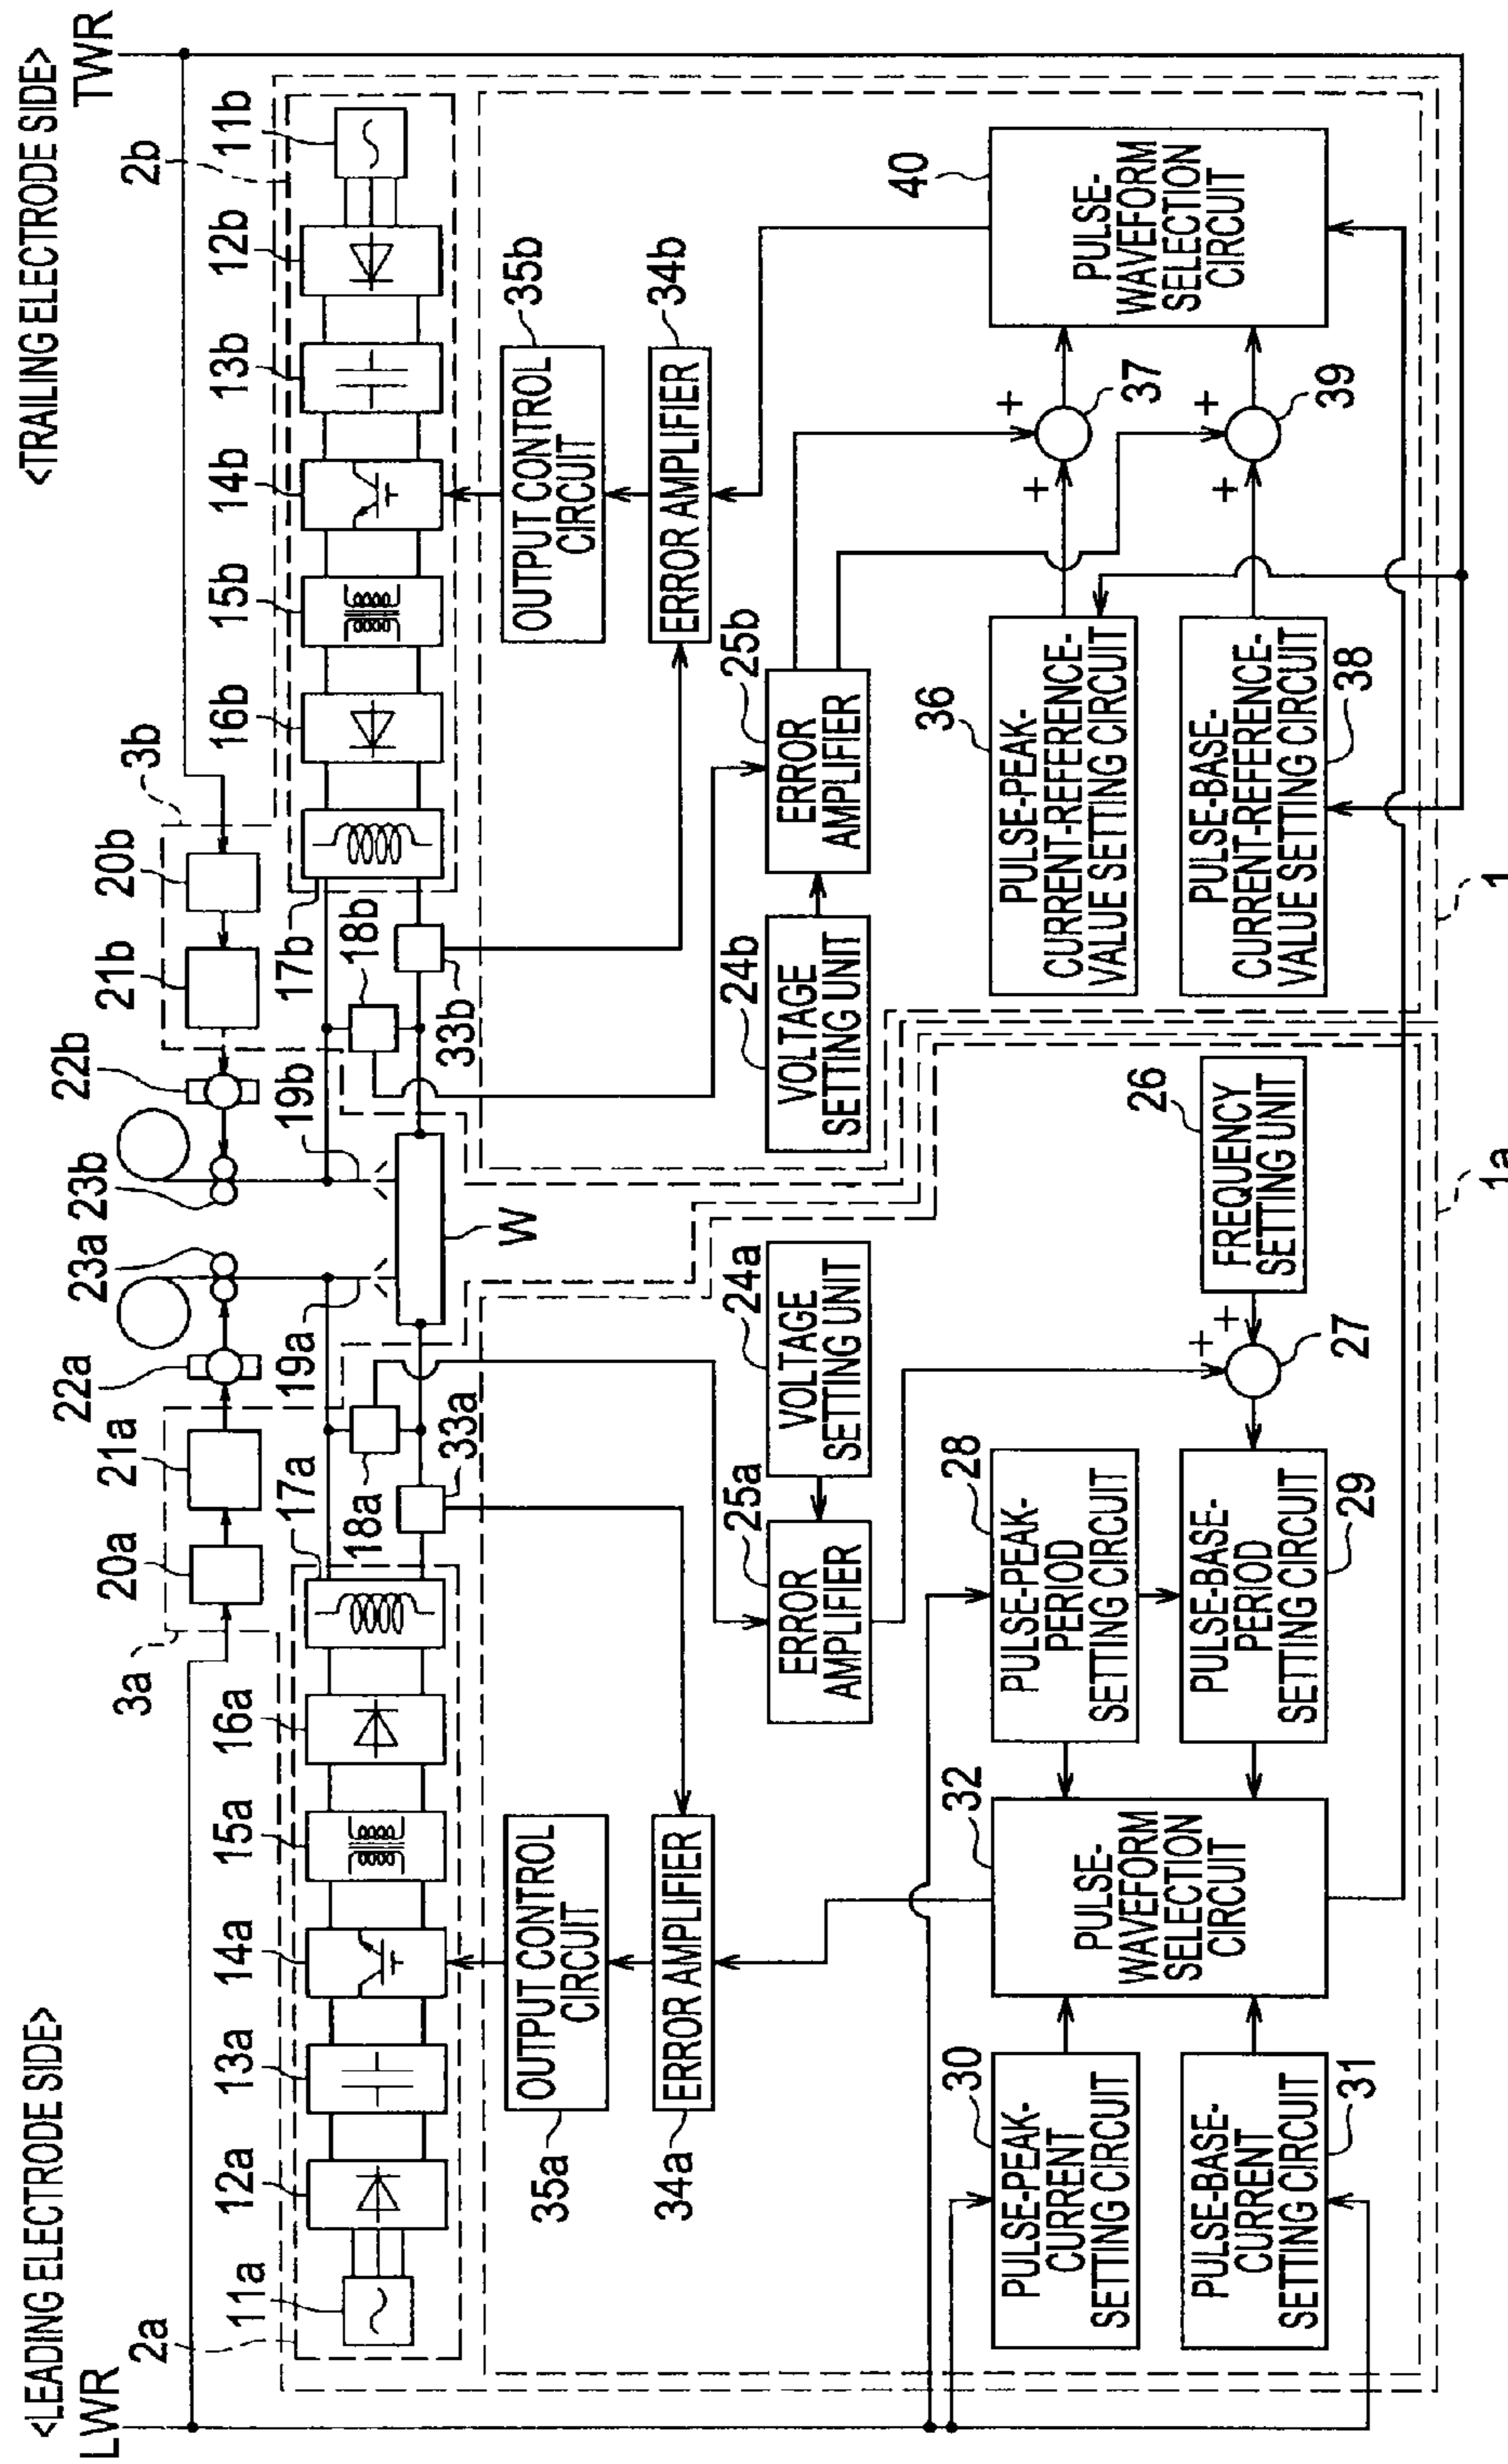 <LEADING ELECTRODE SIDE>
LWR
<TRAILING ELECTRODE SIDE>
TWR
2a
11a
12a
13a
14a
15a
16a
17a
3a
20a
21a
22a
23a
23b
22b
21b
20b
3b
19a
19b
W
18a
33a
18b
33b
17b
16b
15b
14b
13b
12b
11b
2b
35a
OUTPUT CONTROL
CIRCUIT
34a
ERROR AMPLIFIER
OUTPUT CONTROL
CIRCUIT
35b
ERROR AMPLIFIER
34b
25a
ERROR
AMPLIFIER
24a
VOLTAGE
SETTING UNIT
24b
VOLTAGE
SETTING UNIT
25b
ERROR
AMPLIFIER
30
PULSE-PEAK-
CURRENT
SETTING CIRCUIT
31
PULSE-BASE-
CURRENT
SETTING CIRCUIT
32
PULSE-
WAVEFORM
SELECTION
CIRCUIT
28
PULSE-PEAK-
PERIOD
SETTING CIRCUIT
29
PULSE-BASE-
PERIOD
SETTING CIRCUIT
+
+
27
26
FREQUENCY
SETTING UNIT
36
PULSE-PEAK-
CURRENT-REFERENCE-
VALUE SETTING CIRCUIT
38
PULSE-BASE-
CURRENT-REFERENCE-
VALUE SETTING CIRCUIT
+
+
37
+
+
39
40
PULSE-
WAVEFORM
SELECTION
CIRCUIT
1a
1